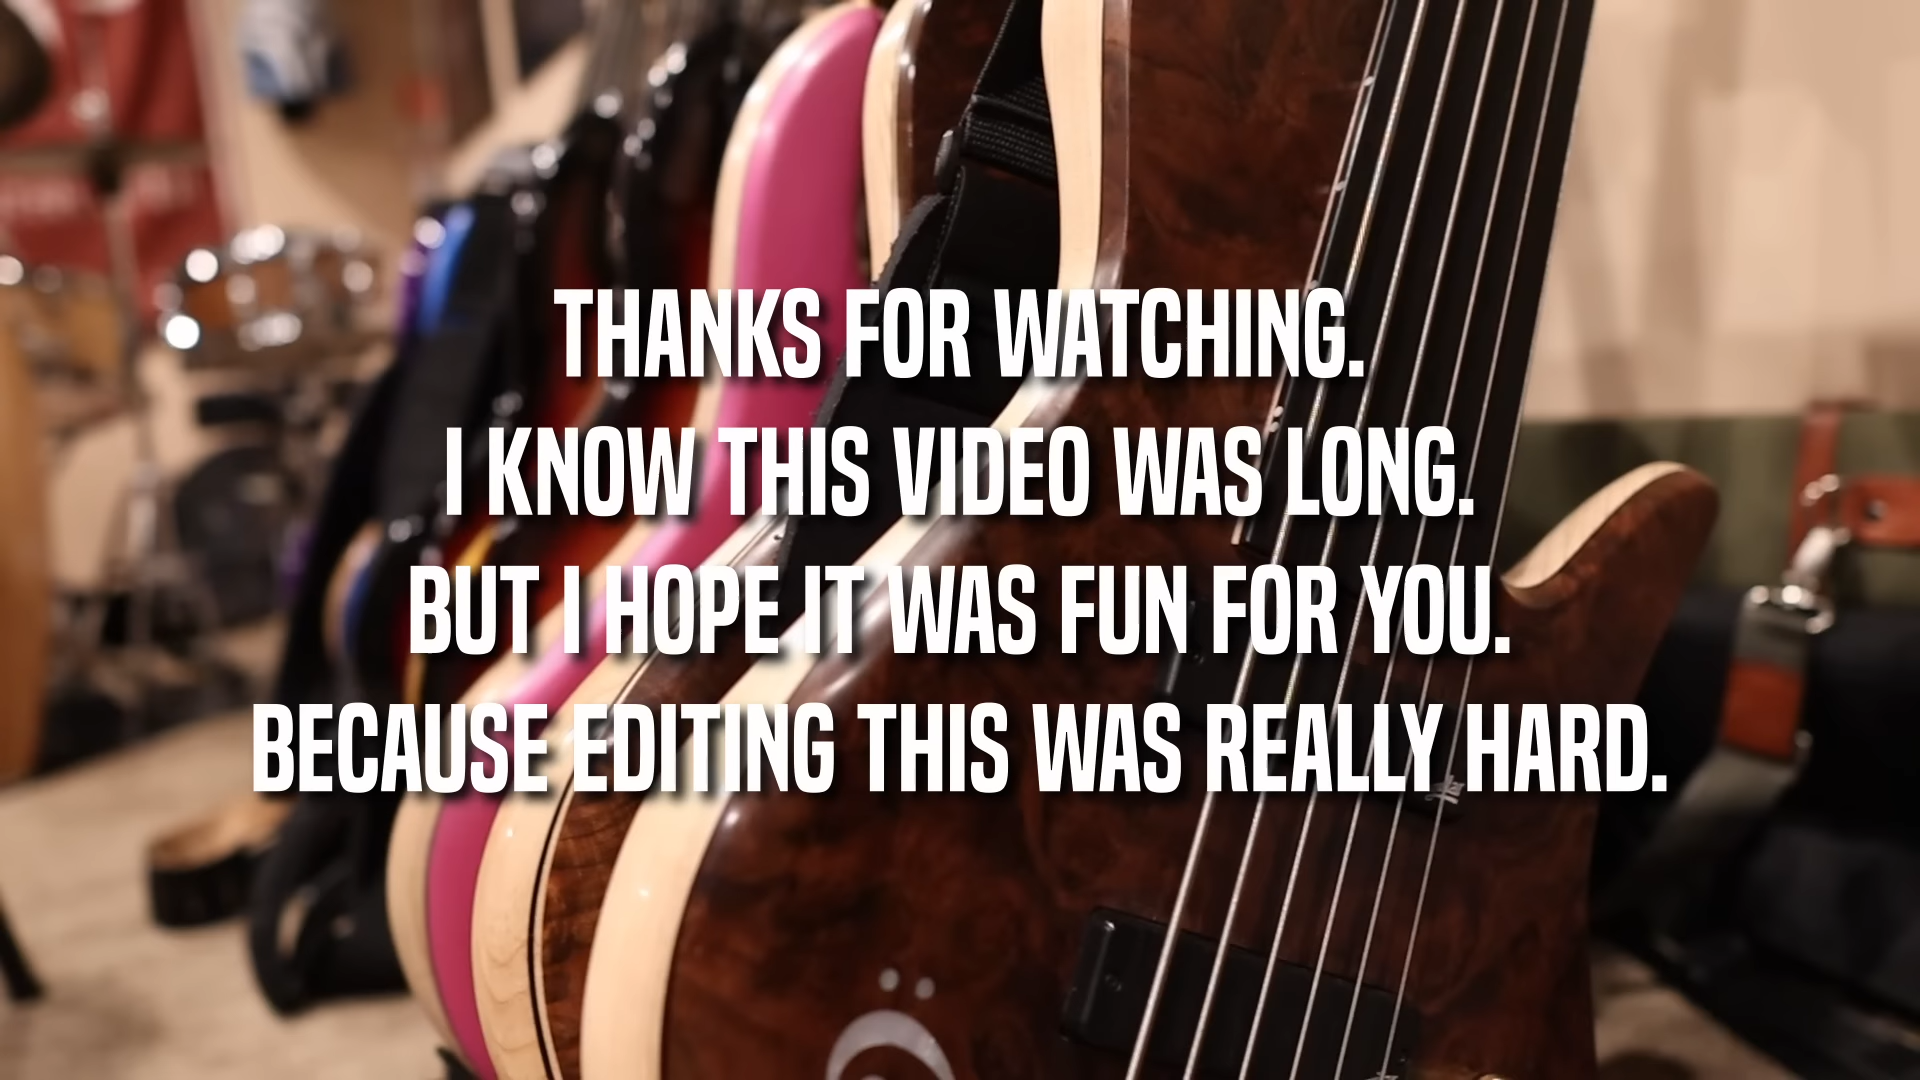 THANKS FOR WATCHING.
I KNOW THIS VIDEO WAS LONG.
BUT I HOPE IT WAS FUN FOR YOU.
BECAUSE EDITING THIS WAS REALLY HARD.